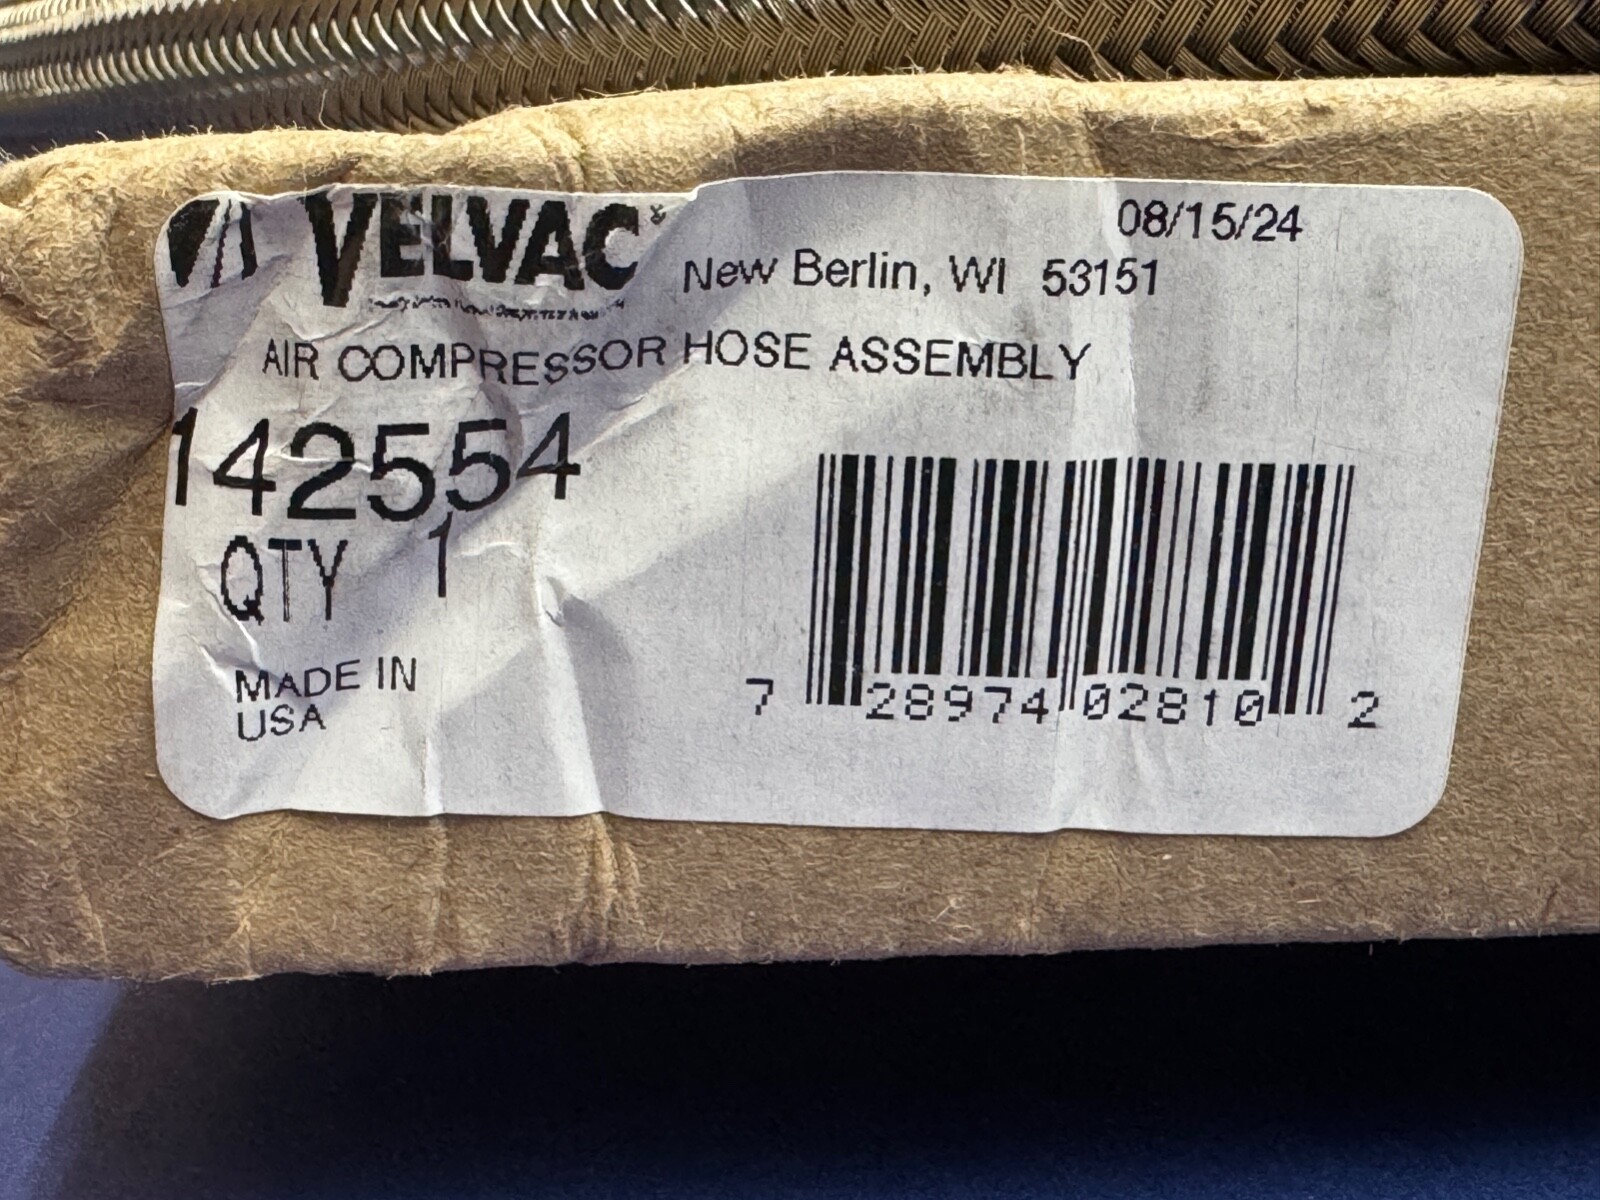 VELVAC®
08/15/24
New Berlin, WI 53151
AIR COMPRESSOR HOSE ASSEMBLY
142554
QTY 1
MADE IN
USA
7 28974 02810 2